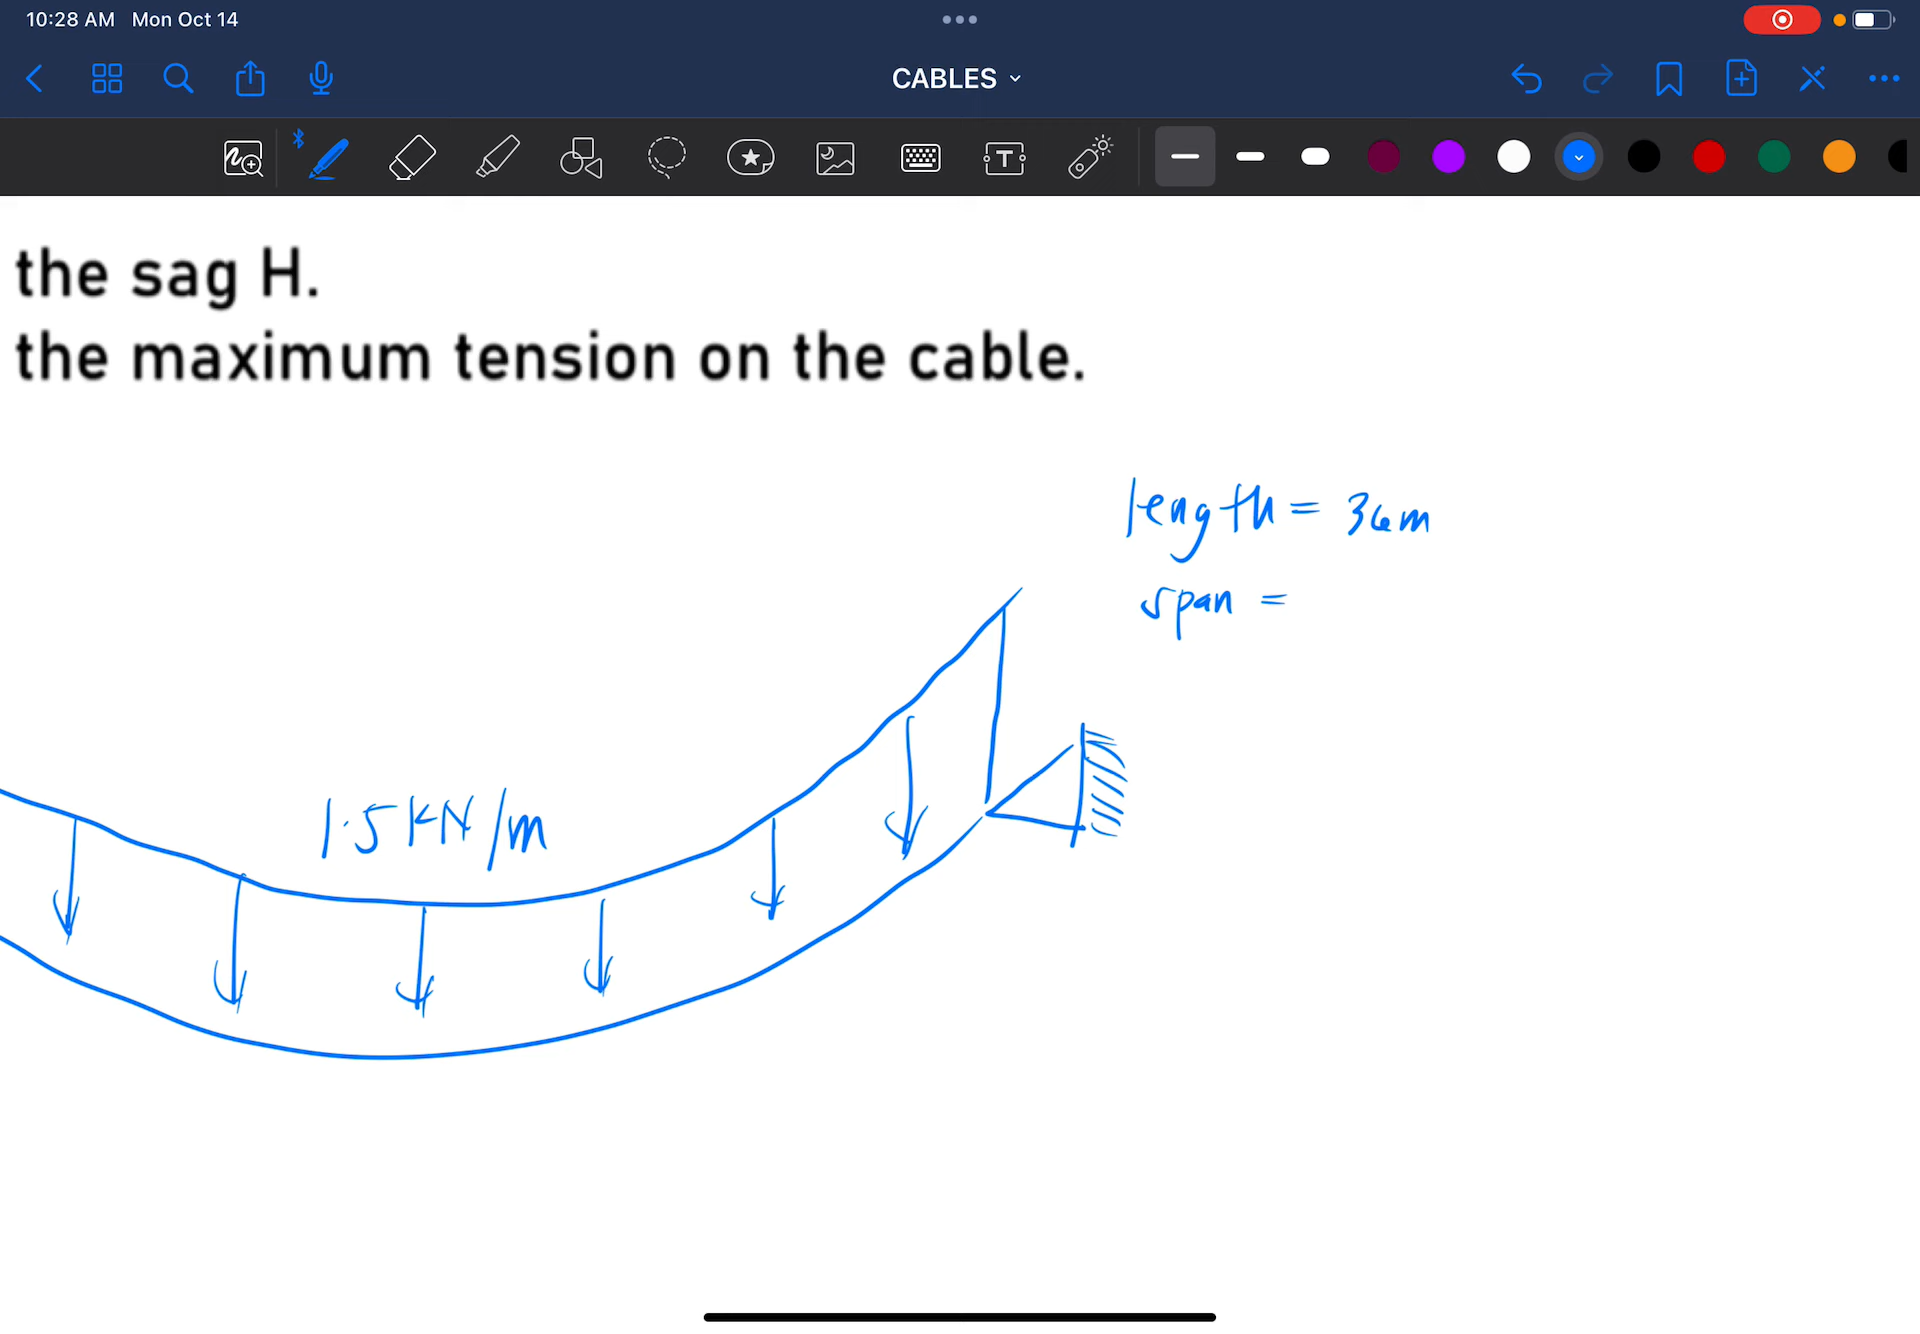 10:28 AM Mon Oct 14
CABLES
T
the sag H.
the maximum tension on the cable.
length = 36m
span =
1.5 KN/m